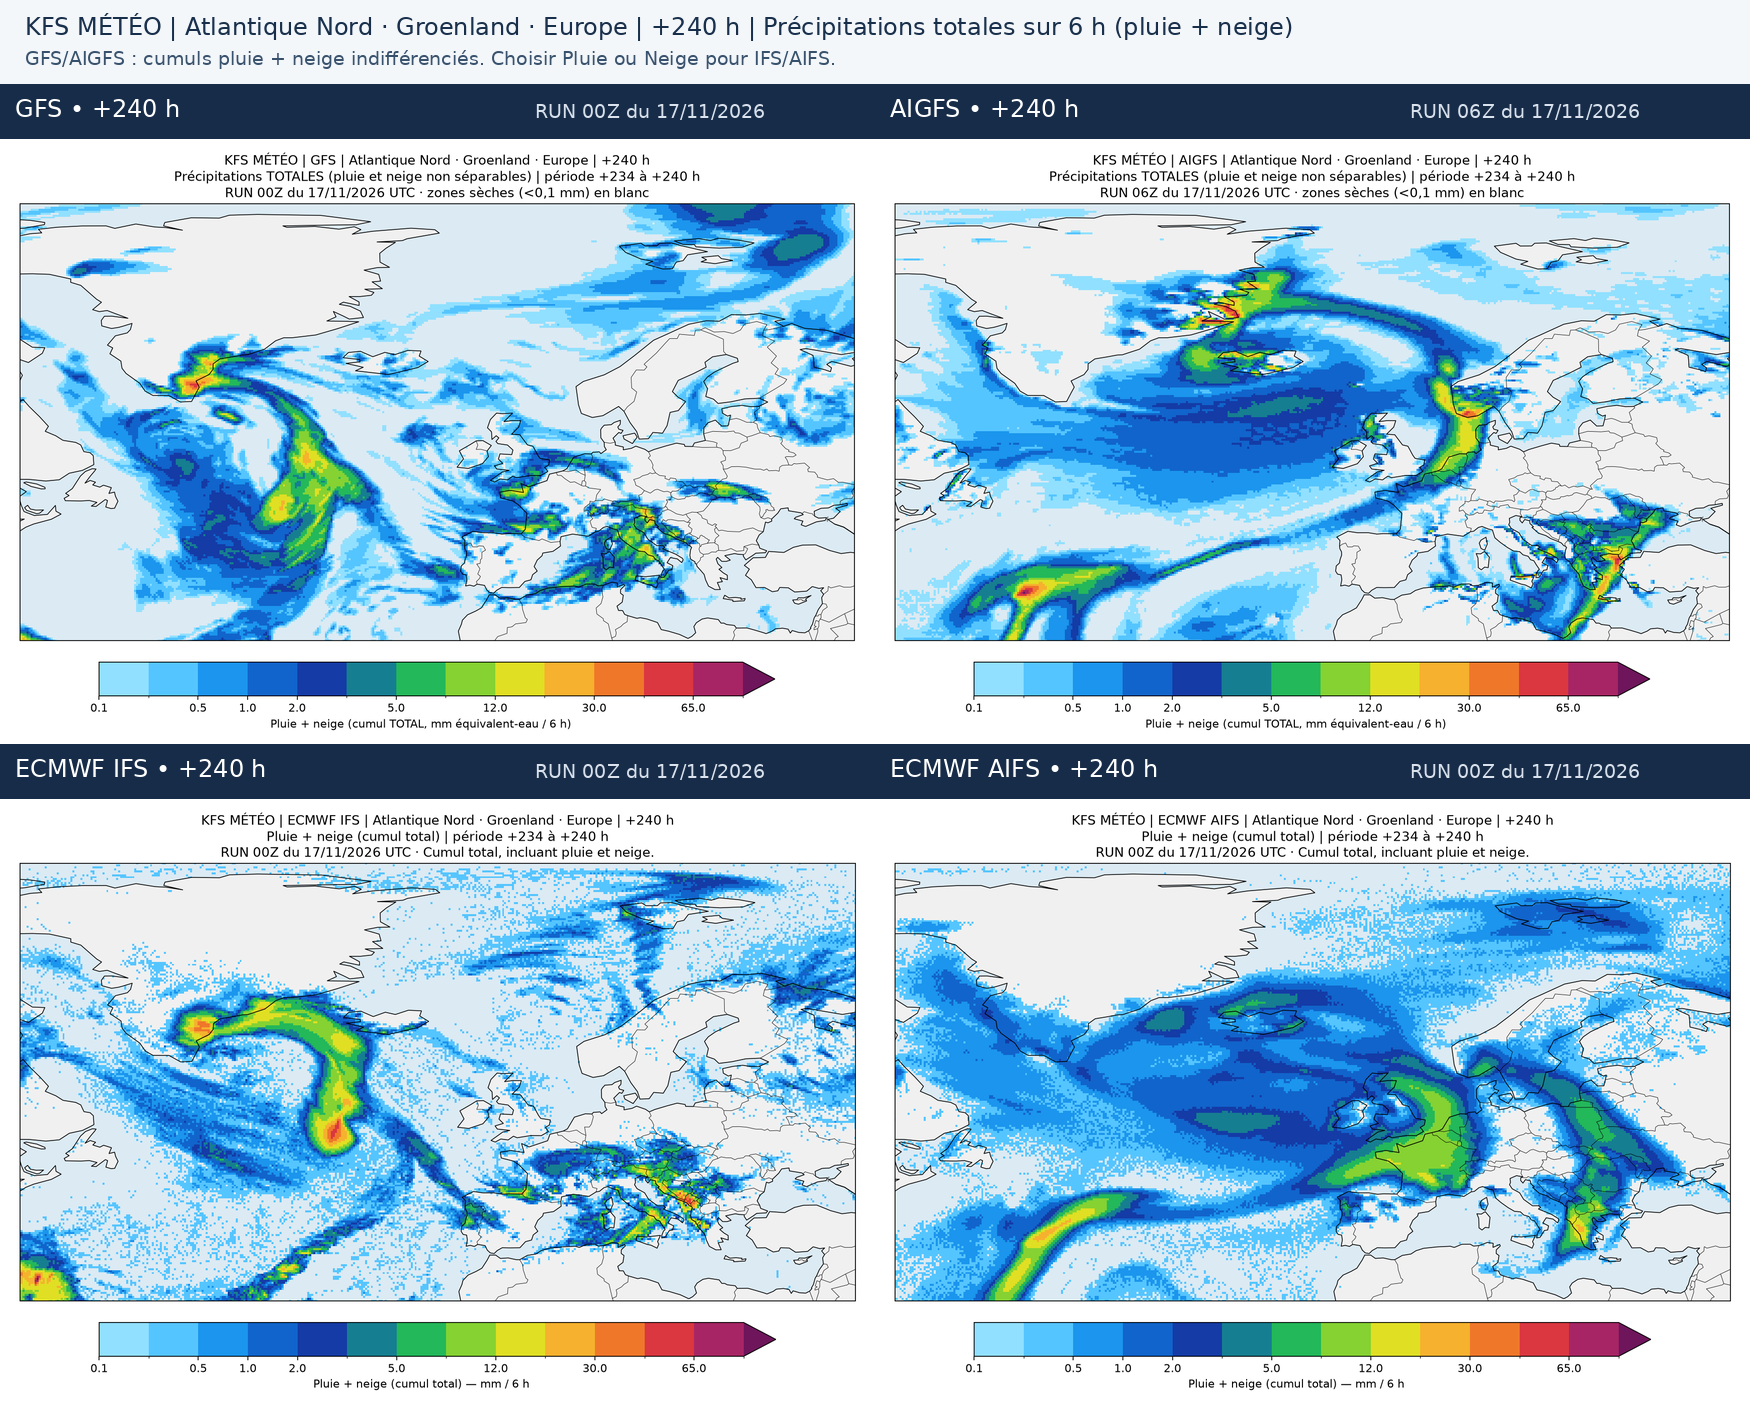 KFS MÉTÉO | Atlantique Nord · Groenland · Europe | +240 h | Précipitations totales sur 6 h (pluie + neige)
GFS/AIGFS : cumuls pluie + neige indifférenciés. Choisir Pluie ou Neige pour IFS/AIFS.
GFS • +240 h
RUN 00Z du 17/11/2026
AIGFS • +240 h
RUN 06Z du 17/11/2026
KFS MÉTÉO | GFS | Atlantique Nord · Groenland · Europe | +240 h
Précipitations TOTALES (pluie et neige non séparables) | période +234 à +240 h
RUN 00Z du 17/11/2026 UTC · zones sèches (<0,1 mm) en blanc
KFS MÉTÉO | AIGFS | Atlantique Nord · Groenland · Europe | +240 h
Précipitations TOTALES (pluie et neige non séparables) | période +234 à +240 h
RUN 06Z du 17/11/2026 UTC · zones sèches (<0,1 mm) en blanc
0.1 0.5 1.0 2.0 5.0 12.0 30.0 65.0
Pluie + neige (cumul TOTAL, mm équivalent-eau / 6 h)
0.1 0.5 1.0 2.0 5.0 12.0 30.0 65.0
Pluie + neige (cumul TOTAL, mm équivalent-eau / 6 h)
ECMWF IFS • +240 h
RUN 00Z du 17/11/2026
ECMWF AIFS • +240 h
RUN 00Z du 17/11/2026
KFS MÉTÉO | ECMWF IFS | Atlantique Nord · Groenland · Europe | +240 h
Pluie + neige (cumul total) | période +234 à +240 h
RUN 00Z du 17/11/2026 UTC · Cumul total, incluant pluie et neige.
KFS MÉTÉO | ECMWF AIFS | Atlantique Nord · Groenland · Europe | +240 h
Pluie + neige (cumul total) | période +234 à +240 h
RUN 00Z du 17/11/2026 UTC · Cumul total, incluant pluie et neige.
0.1 0.5 1.0 2.0 5.0 12.0 30.0 65.0
Pluie + neige (cumul total) — mm / 6 h
0.1 0.5 1.0 2.0 5.0 12.0 30.0 65.0
Pluie + neige (cumul total) — mm / 6 h